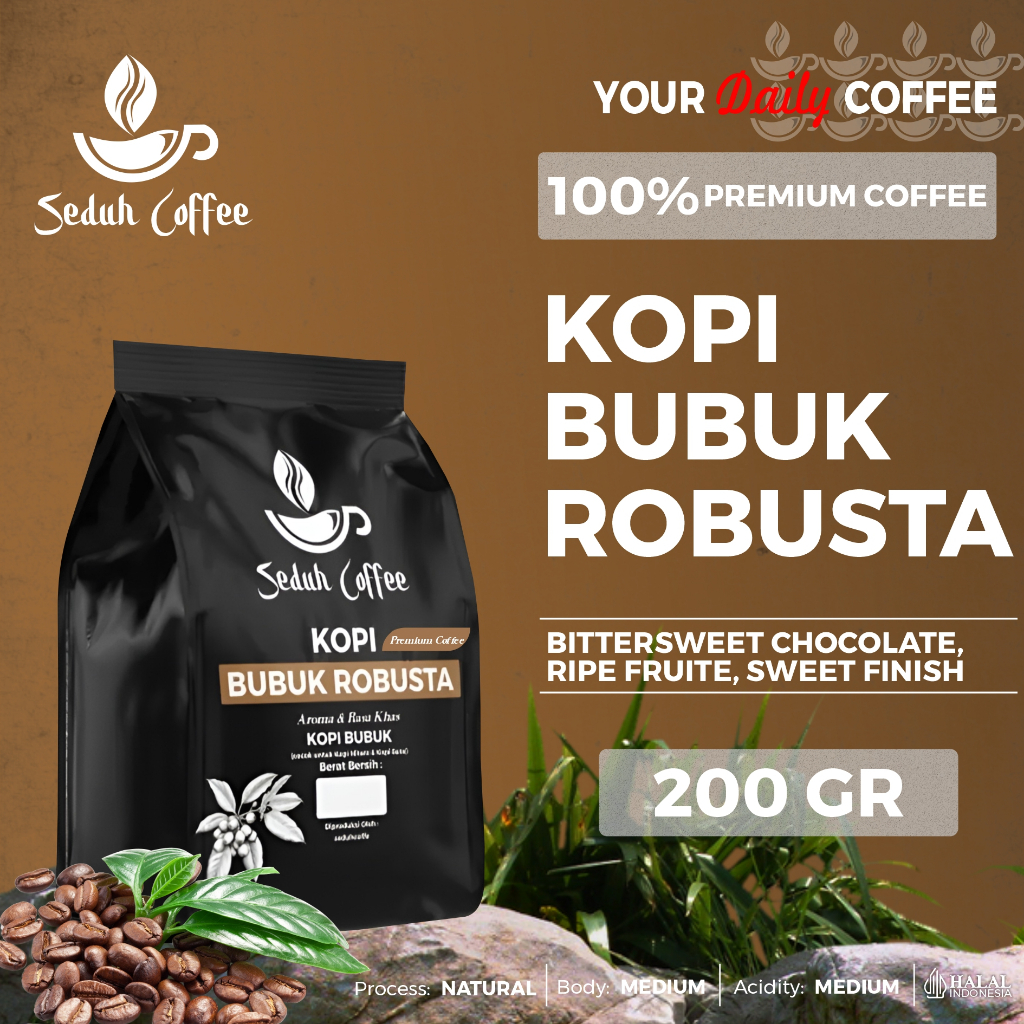 Seduh Coffee
YOUR Daily COFFEE
100% PREMIUM COFFEE
KOPI
BUBUK
ROBUSTA
BITTERSWEET CHOCOLATE,
RIPE FRUITE, SWEET FINISH
200 GR
Seduh Coffee
KOPI
Premium Coffee
BUBUK ROBUSTA
Aroma & Rasa Khas
KOPI BUBUK
Berat Bersih :
Diproduksi Oleh :
Process: NATURAL
Body: MEDIUM
Acidity: MEDIUM
HALAL
INDONESIA